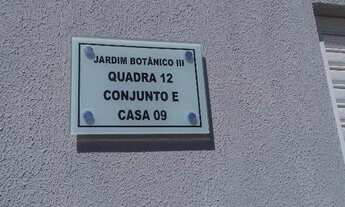 JARDIM BOTÂNICO III
QUADRA 12
CONJUNTO E
CASA 09